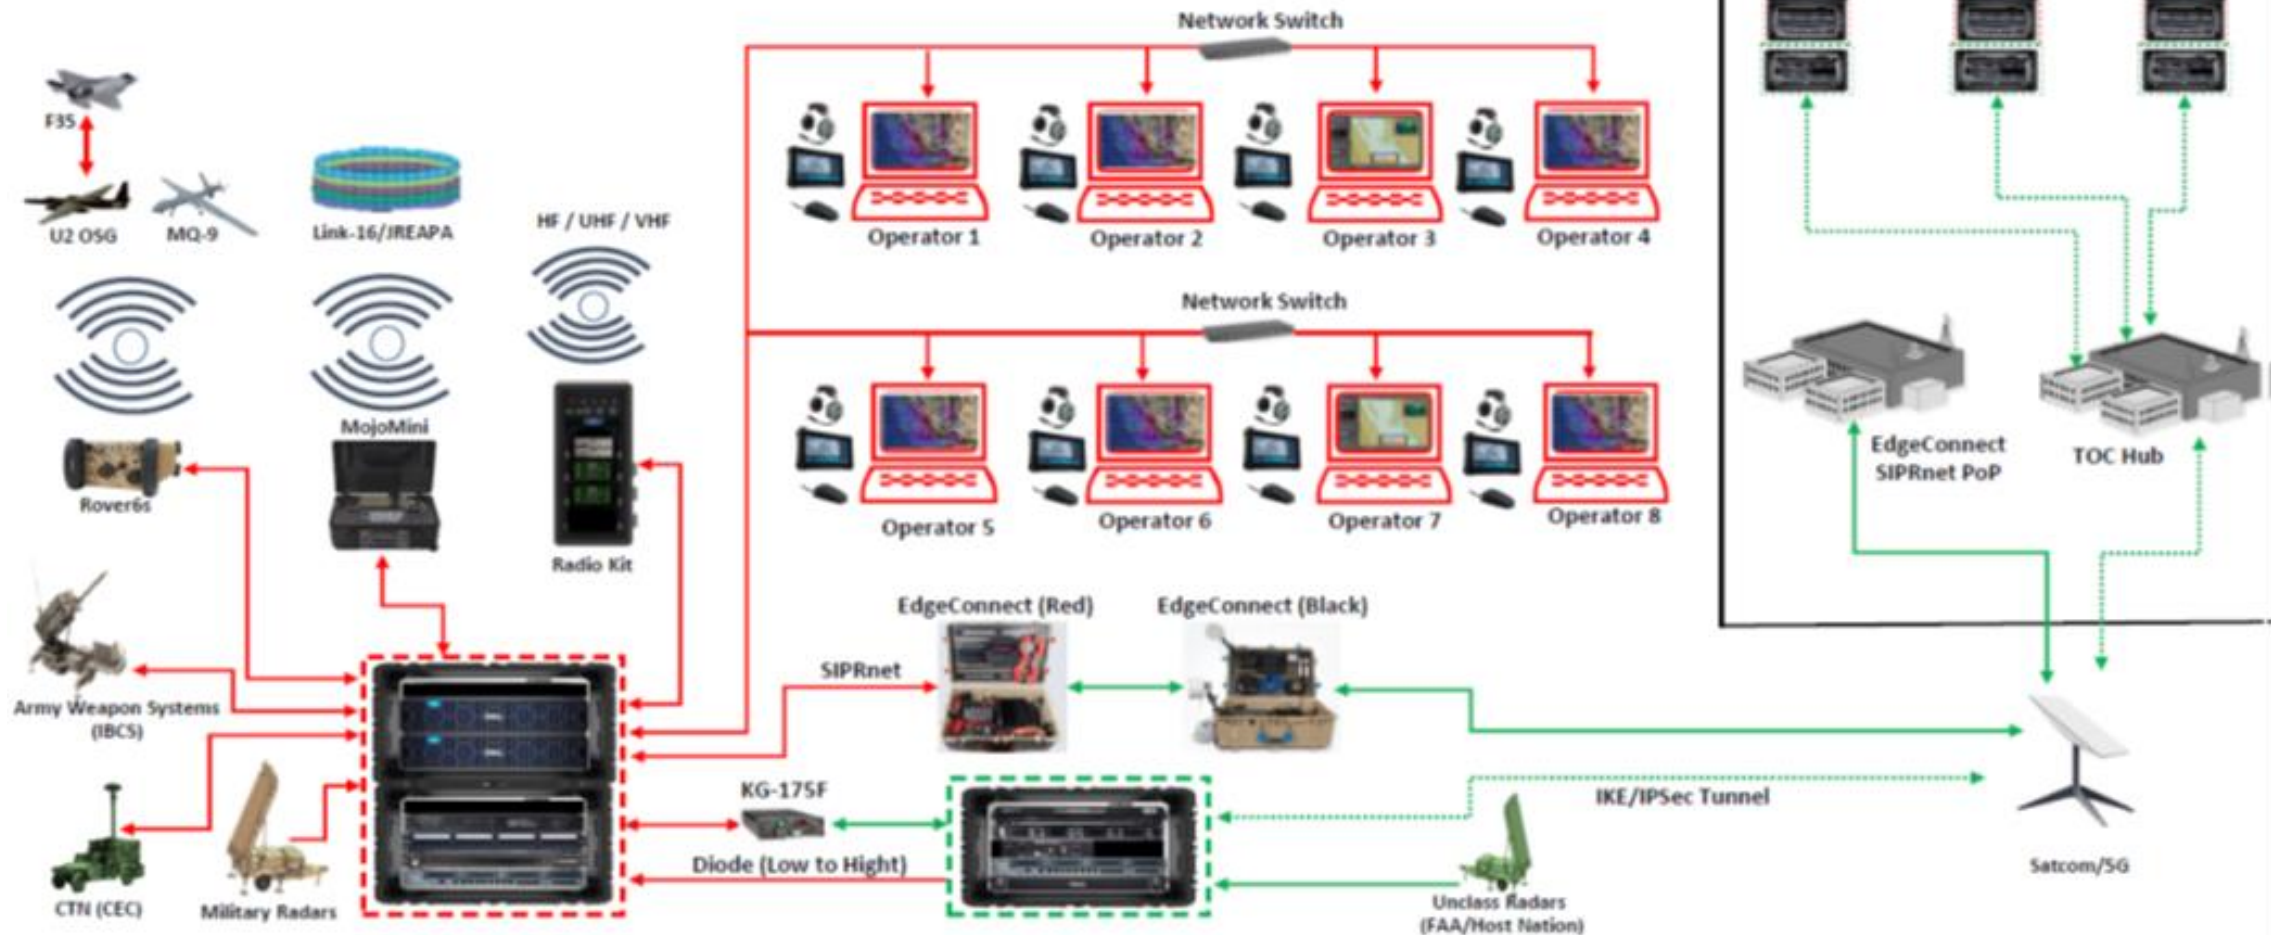 Network Switch
F35
U2 OSG
MQ-9
Link-16/JREAPA
HF / UHF / VHF
Operator 1
Operator 2
Operator 3
Operator 4
Network Switch
MojoMini
Rover6s
Radio Kit
Operator 5
Operator 6
Operator 7
Operator 8
EdgeConnect
SIPRnet PoP
TOC Hub
EdgeConnect (Red)
EdgeConnect (Black)
SIPRnet
Army Weapon Systems
(IBCS)
KG-175F
IKE/IPSec Tunnel
Diode (Low to Hight)
Satcom/5G
CTN (CEC)
Military Radars
Unclass Radars
(FAA/Host Nation)